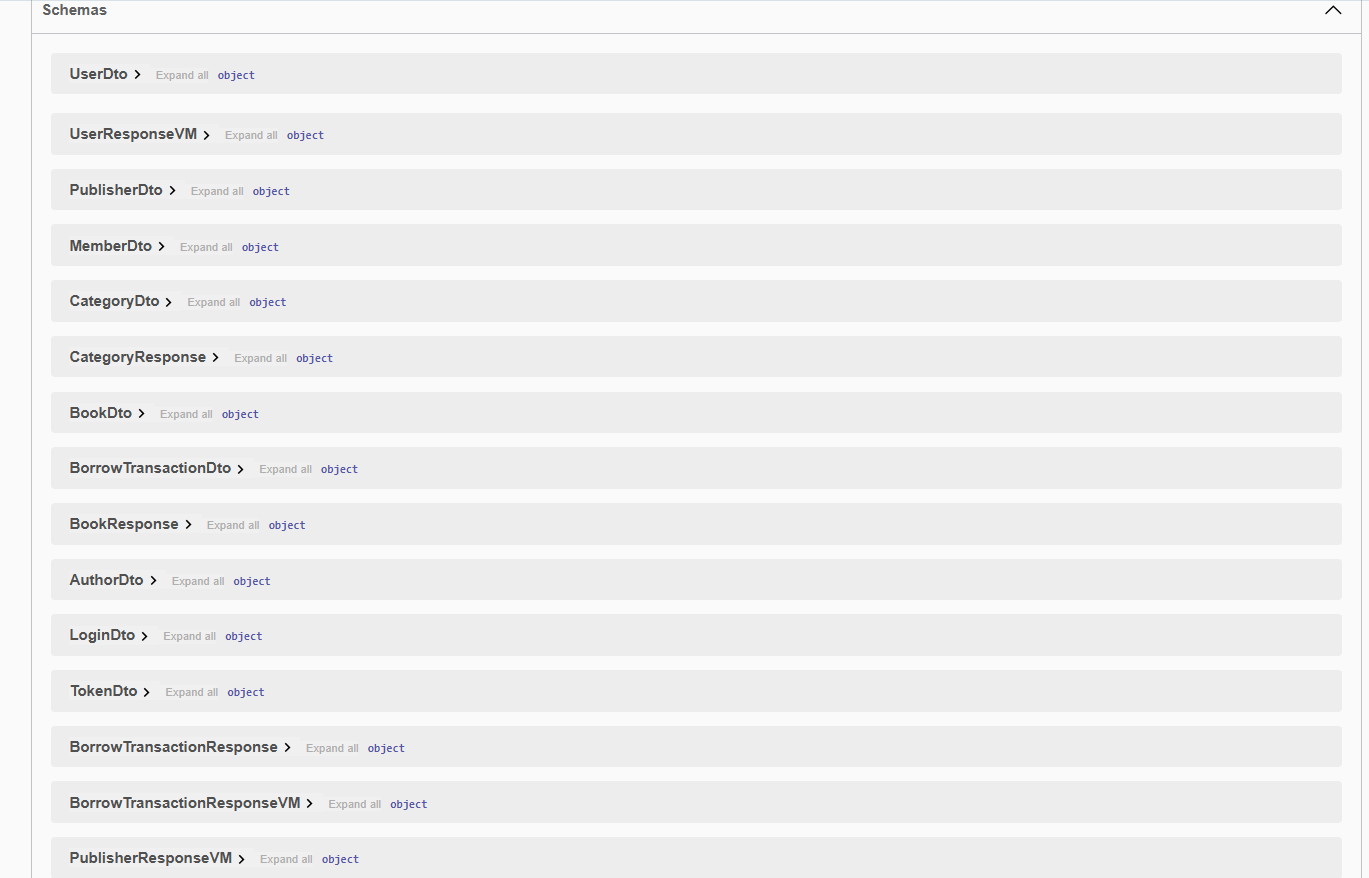 Schemas
UserDto Expand all object
UserResponseVM Expand all object
PublisherDto Expand all object
MemberDto Expand all object
CategoryDto Expand all object
CategoryResponse Expand all object
BookDto Expand all object
BorrowTransactionDto Expand all object
BookResponse Expand all object
AuthorDto Expand all object
LoginDto Expand all object
TokenDto Expand all object
BorrowTransactionResponse Expand all object
BorrowTransactionResponseVM Expand all object
PublisherResponseVM Expand all object